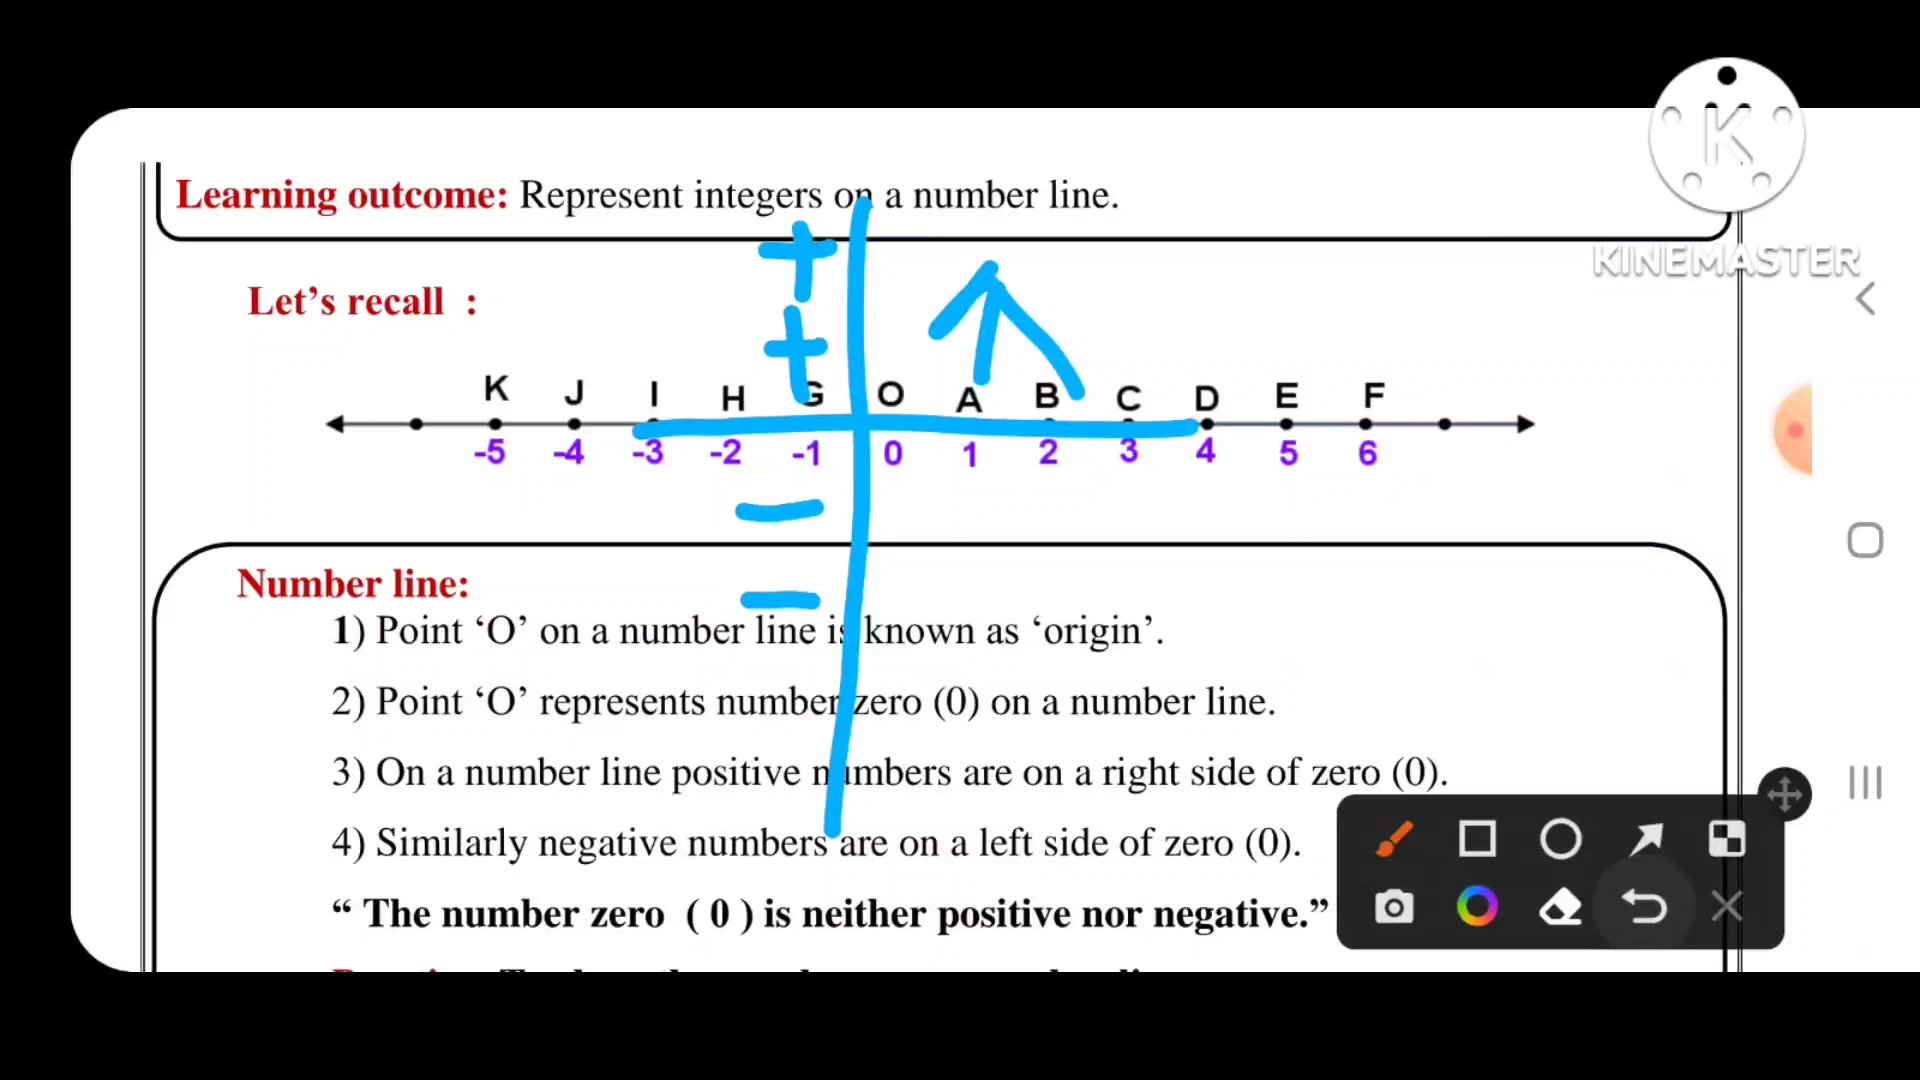 K
KINEMASTER
Learning outcome: Represent integers on a number line.
Let’s recall :
K J I H G O A B C D E F
-5 -4 -3 -2 -1 0 1 2 3 4 5 6
+
+
−
−
Number line:
1) Point ‘O’ on a number line is known as ‘origin’.
2) Point ‘O’ represents number zero (0) on a number line.
3) On a number line positive numbers are on a right side of zero (0).
4) Similarly negative numbers are on a left side of zero (0).
“ The number zero ( 0 ) is neither positive nor negative.”